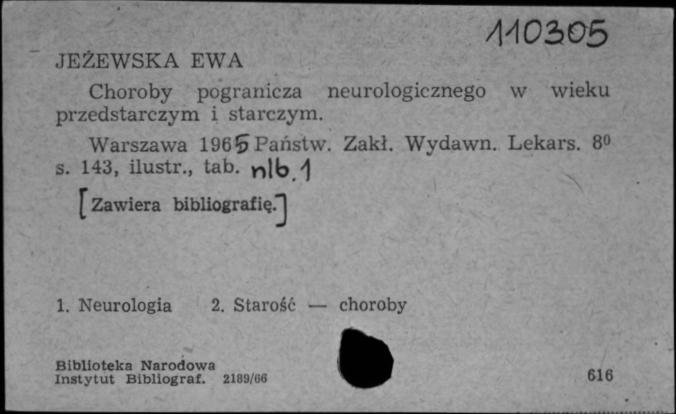 110305
JEŻEWSKA EWA
Choroby pogranicza neurologicznego w wieku
przedstarczym i starczym.
Warszawa 1965 Państw. Zakł. Wydawn. Lekars. 8⁰
s. 143, ilustr., tab. nlb. 1
[Zawiera bibliografię.]
1. Neurologia 2. Starość — choroby
Biblioteka Narodowa
Instytut Bibliograf. 2189/66
616